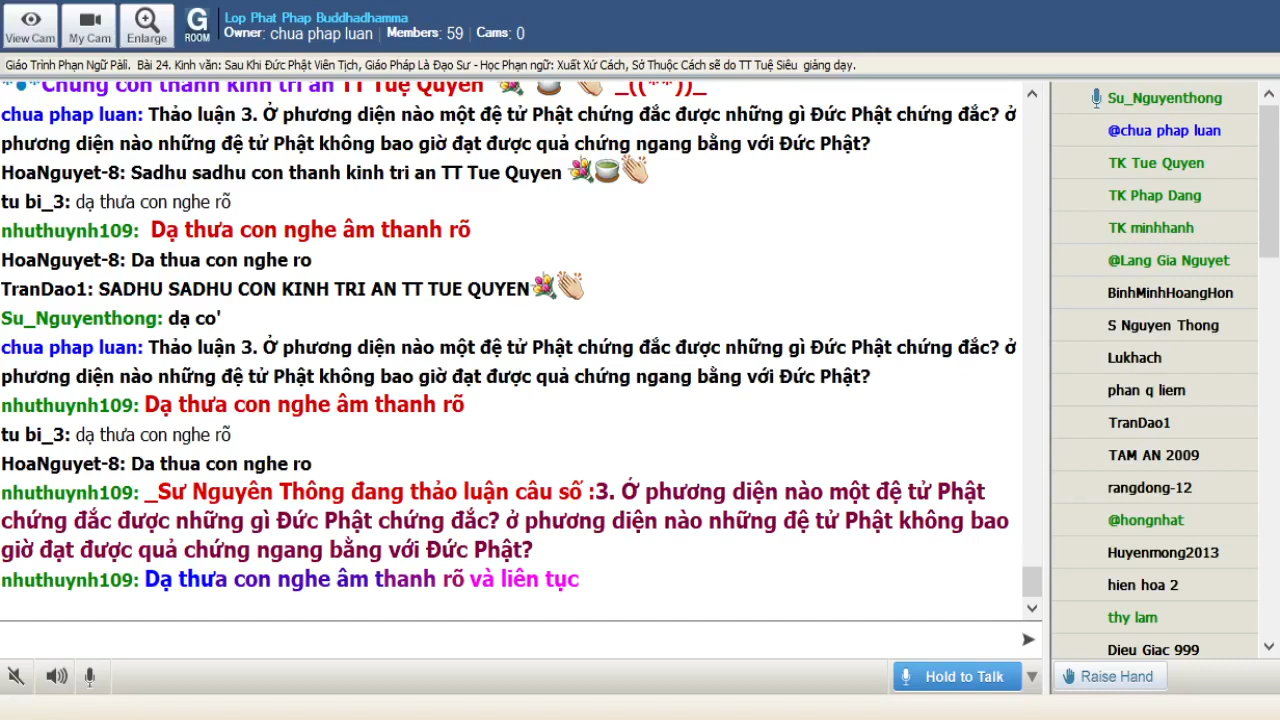 View Cam
My Cam
Enlarge
G
ROOM
Lop Phat Phap Buddhadhamma
Owner: chua phap luan | Members: 59 | Cams: 0
Giáo Trình Phạn Ngữ Pàli. Bài 24. Kinh văn: Sau Khi Đức Phật Viên Tịch, Giáo Pháp Là Đạo Sư - Học Phạn ngữ: Xuất Xứ Cách, Sở Thuộc Cách sẽ do TT Tuệ Siêu giảng dạy.
*●*Chúng con thành kính tri ân TT Tuệ Quyền _((**))_
chua phap luan: Thảo luận 3. Ở phương diện nào một đệ tử Phật chứng đắc được những gì Đức Phật chứng đắc? ở
phương diện nào những đệ tử Phật không bao giờ đạt được quả chứng ngang bằng với Đức Phật?
HoaNguyet-8: Sadhu sadhu con thanh kinh tri an TT Tue Quyen
tu bi_3: dạ thưa con nghe rõ
nhuthuynh109: Dạ thưa con nghe âm thanh rõ
HoaNguyet-8: Da thua con nghe ro
TranDao1: SADHU SADHU CON KINH TRI AN TT TUE QUYEN
Su_Nguyenthong: dạ co'
chua phap luan: Thảo luận 3. Ở phương diện nào một đệ tử Phật chứng đắc được những gì Đức Phật chứng đắc? ở
phương diện nào những đệ tử Phật không bao giờ đạt được quả chứng ngang bằng với Đức Phật?
nhuthuynh109: Dạ thưa con nghe âm thanh rõ
tu bi_3: dạ thưa con nghe rõ
HoaNguyet-8: Da thua con nghe ro
nhuthuynh109: _Sư Nguyên Thông đang thảo luận câu số :3. Ở phương diện nào một đệ tử Phật
chứng đắc được những gì Đức Phật chứng đắc? ở phương diện nào những đệ tử Phật không bao
giờ đạt được quả chứng ngang bằng với Đức Phật?
nhuthuynh109: Dạ thưa con nghe âm thanh rõ và liên tục
Hold to Talk
Su_Nguyenthong
@chua phap luan
TK Tue Quyen
TK Phap Dang
TK minhhanh
@Lang Gia Nguyet
BinhMinhHoangHon
S Nguyen Thong
Lukhach
phan q liem
TranDao1
TAM AN 2009
rangdong-12
@hongnhat
Huyenmong2013
hien hoa 2
thy lam
Dieu Giac 999
Raise Hand